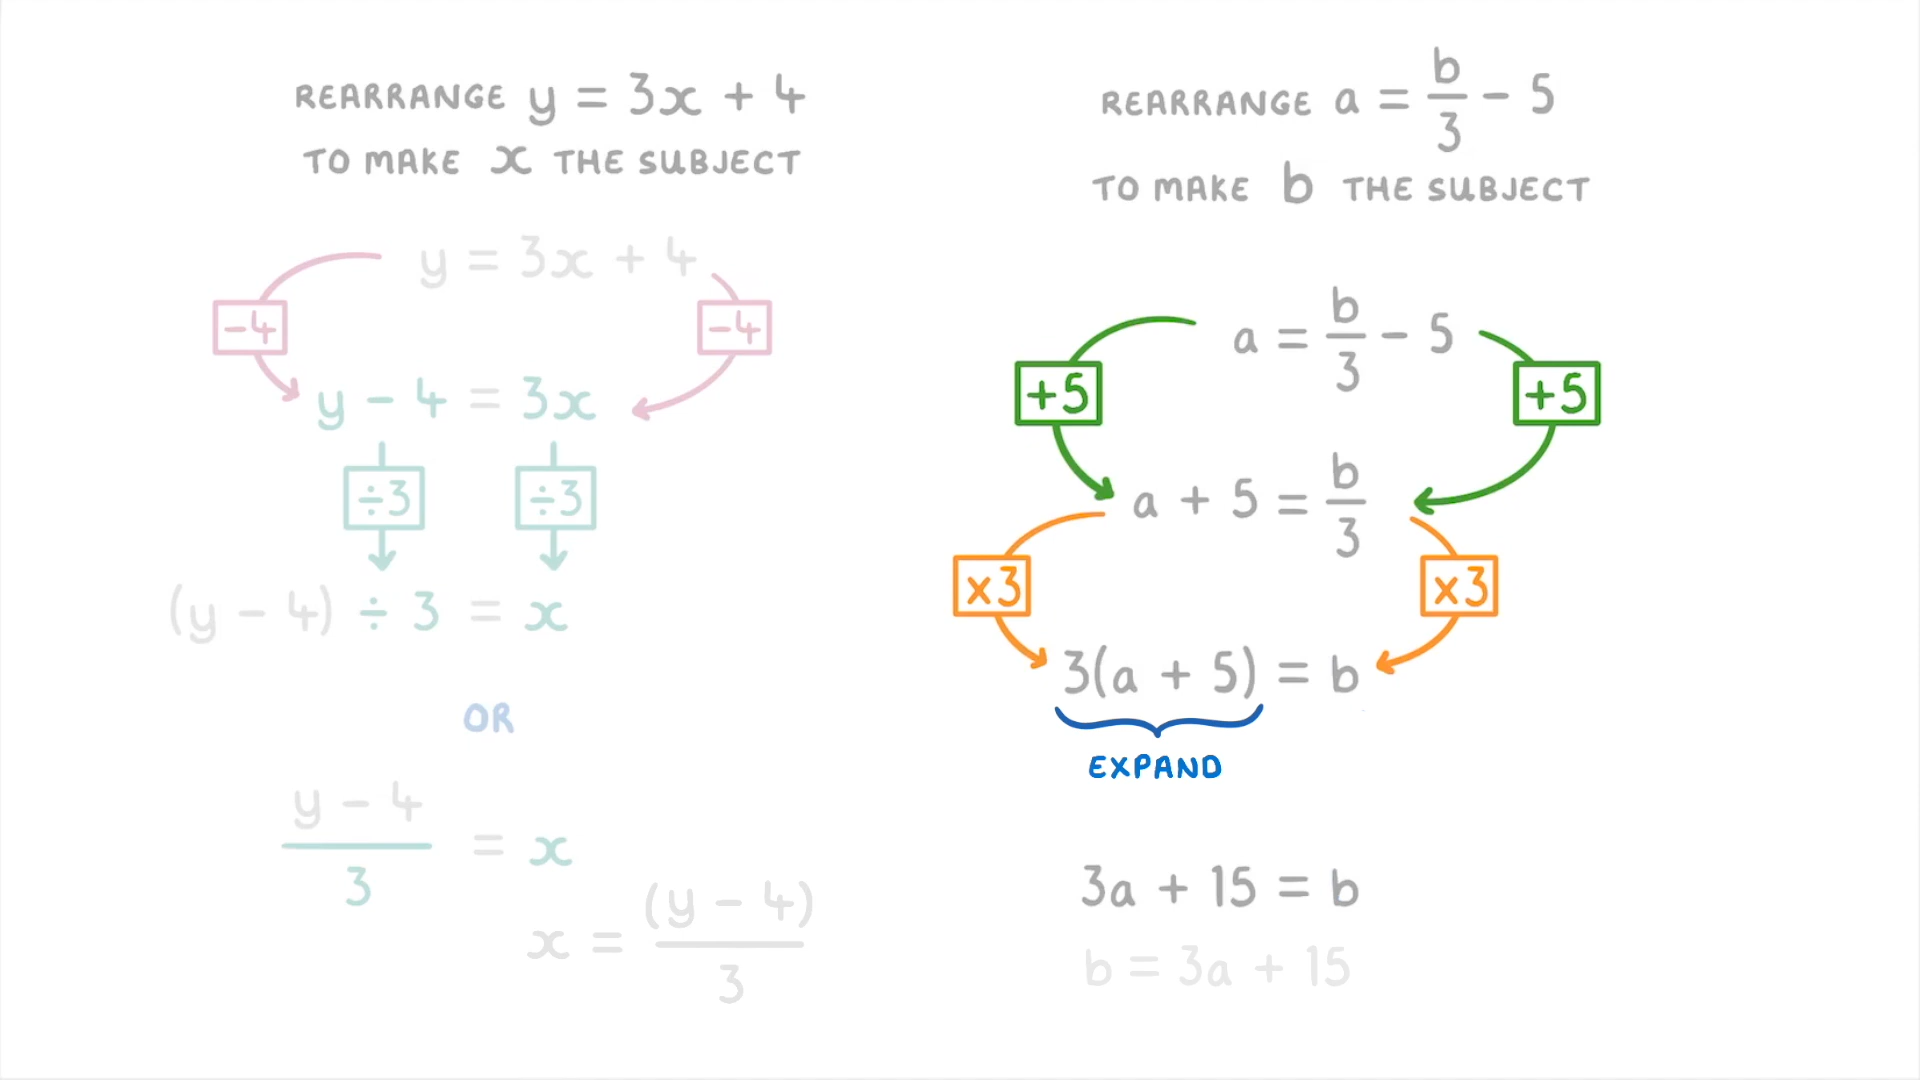 REARRANGE y = 3x + 4
TO MAKE x THE SUBJECT
y = 3x + 4
-4
-4
y - 4 = 3x
÷3
÷3
(y - 4) ÷ 3 = x
OR
y - 4
3
= x
x = (y - 4)
3
REARRANGE a = b/3 - 5
TO MAKE b THE SUBJECT
a = b/3 - 5
+5
+5
a + 5 = b/3
x3
x3
3(a + 5) = b
EXPAND
3a + 15 = b
b = 3a + 15